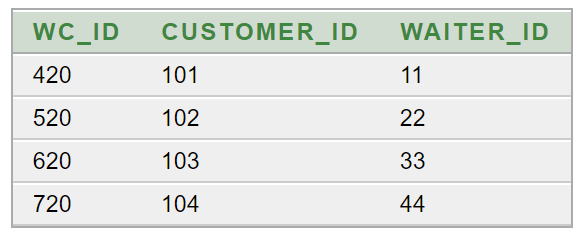 WC_ID CUSTOMER_ID WAITER_ID
420 101 11
520 102 22
620 103 33
720 104 44